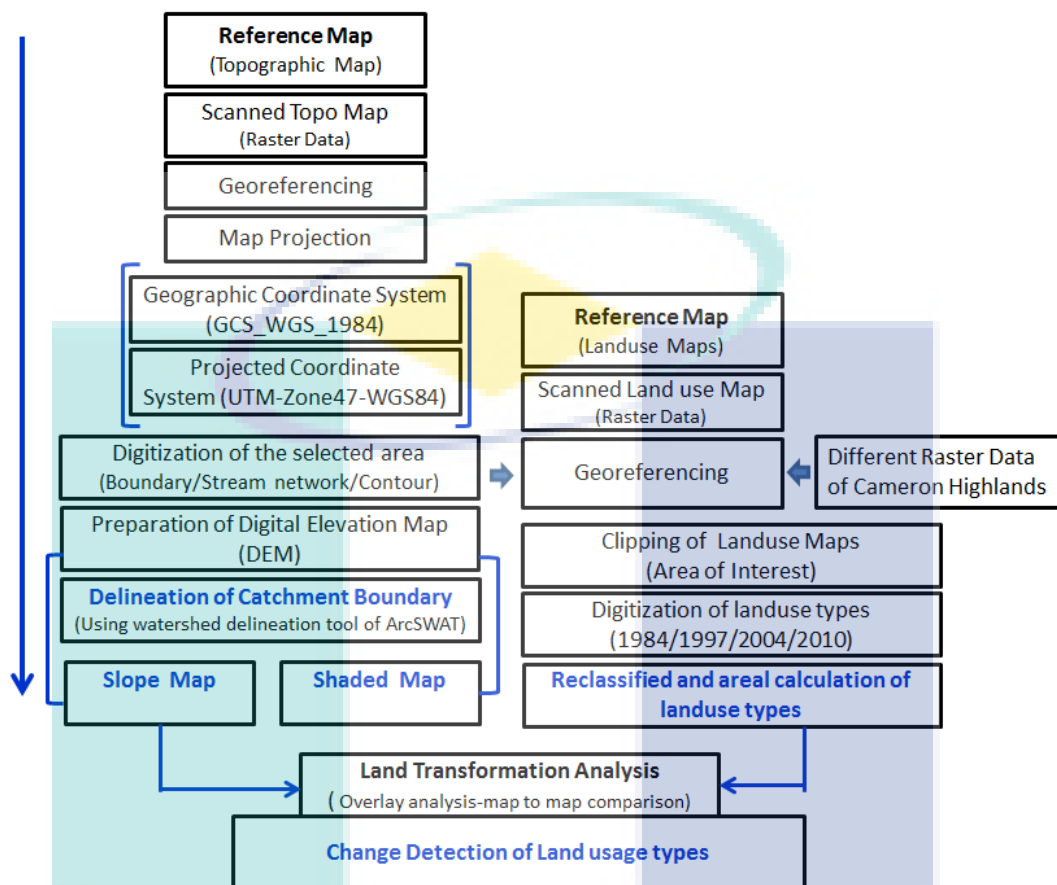 Reference Map
(Topographic Map)
Scanned Topo Map
(Raster Data)
Georeferencing
Map Projection
Geographic Coordinate System
(GCS_WGS_1984)
Projected Coordinate
System (UTM-Zone47-WGS84)
Digitization of the selected area
(Boundary/Stream network/Contour)
Preparation of Digital Elevation Map
(DEM)
Delineation of Catchment Boundary
(Using watershed delineation tool of ArcSWAT)
Slope Map
Shaded Map
Reference Map
(Landuse Maps)
Scanned Land use Map
(Raster Data)
Georeferencing
Different Raster Data
of Cameron Highlands
Clipping of Landuse Maps
(Area of Interest)
Digitization of landuse types
(1984/1997/2004/2010)
Reclassified and areal calculation of
landuse types
Land Transformation Analysis
( Overlay analysis-map to map comparison)
Change Detection of Land usage types